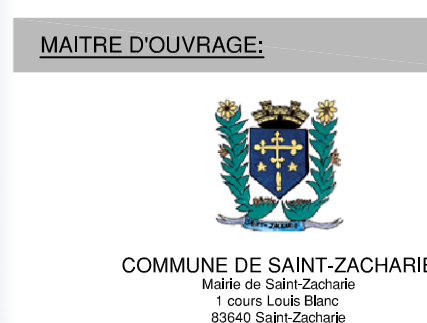 MAITRE D'OUVRAGE:
COMMUNE DE SAINT-ZACHARIE
Mairie de Saint-Zacharie
1 cours Louis Blanc
83640 Saint-Zacharie